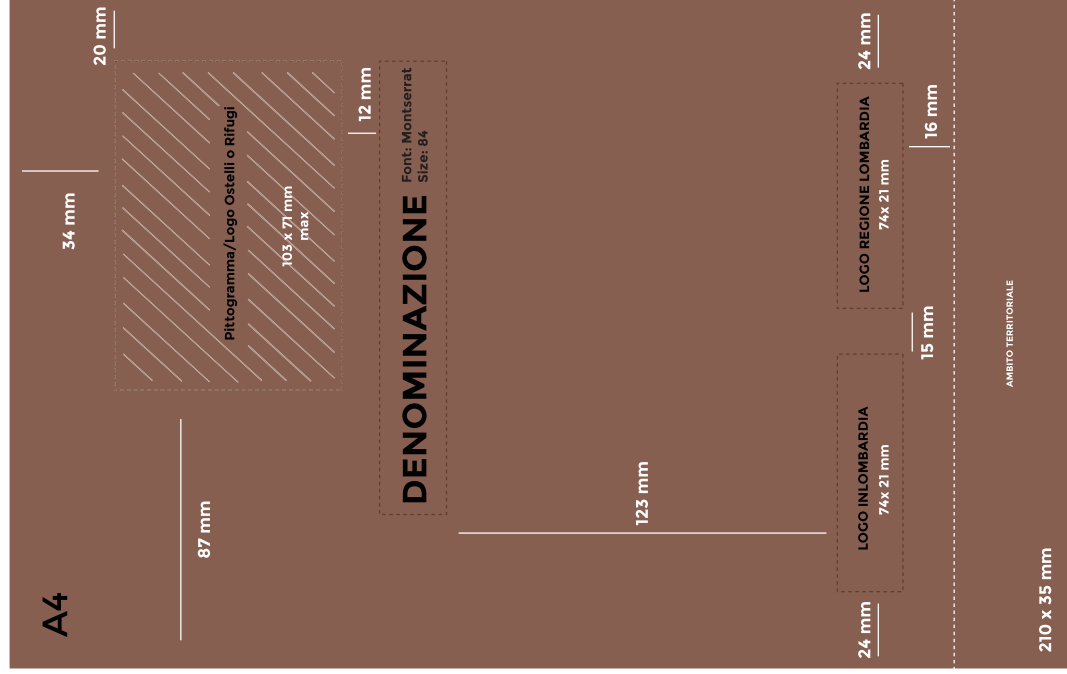 20 mm
34 mm
Pittogramma/Logo Ostelli o Rifugi
103 x 71 mm
max
12 mm
87 mm
A4
DENOMINAZIONE
Font: Montserrat
Size: 84
123 mm
24 mm
LOGO INLOMBARDIA
74x 21 mm
15 mm
LOGO REGIONE LOMBARDIA
74x 21 mm
24 mm
16 mm
AMBITO TERRITORIALE
210 x 35 mm